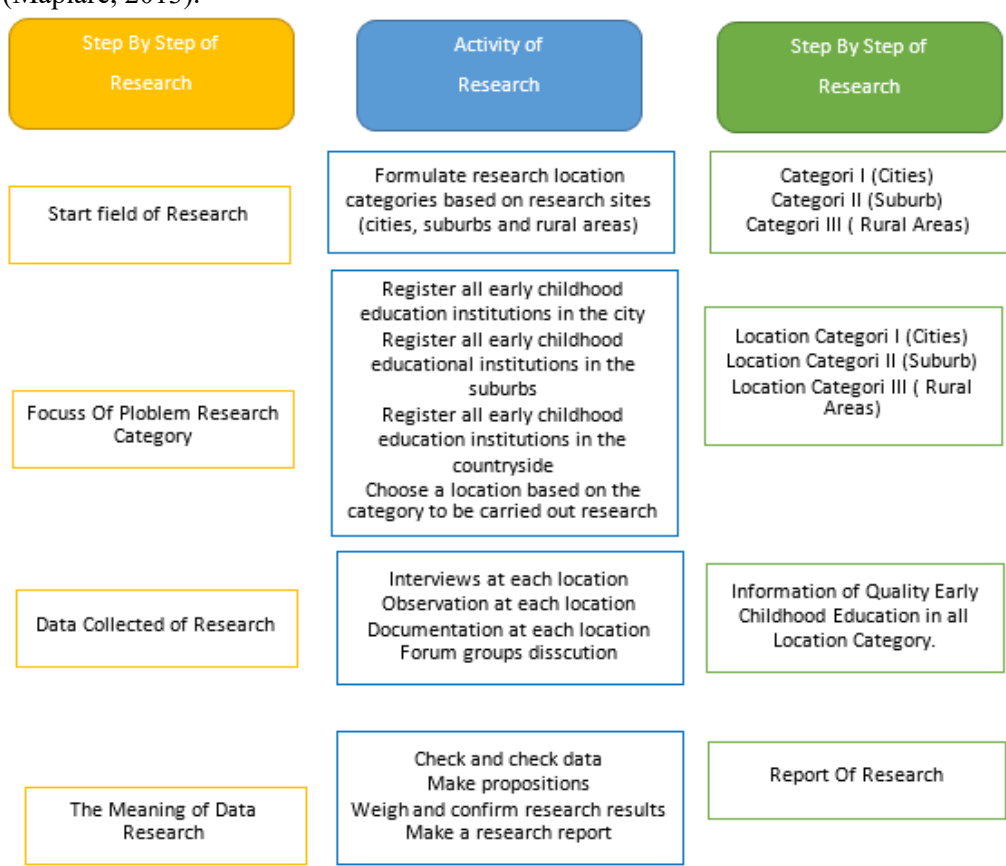 (Mapiare, 2013).
Step By Step of
Research
Activity of
Research
Step By Step of
Research
Start field of Research
Formulate research location
categories based on research sites
(cities, suburbs and rural areas)
Categori I (Cities)
Categori II (Suburb)
Categori III ( Rural Areas)
Focuss Of Ploblem Research
Category
Register all early childhood
education institutions in the city
Register all early childhood
educational institutions in the
suburbs
Register all early childhood
education institutions in the
countryside
Choose a location based on the
category to be carried out research
Location Categori I (Cities)
Location Categori II (Suburb)
Location Categori III ( Rural
Areas)
Data Collected of Research
Interviews at each location
Observation at each location
Documentation at each location
Forum groups disscution
Information of Quality Early
Childhood Education in all
Location Category.
The Meaning of Data
Research
Check and check data
Make propositions
Weigh and confirm research results
Make a research report
Report Of Research